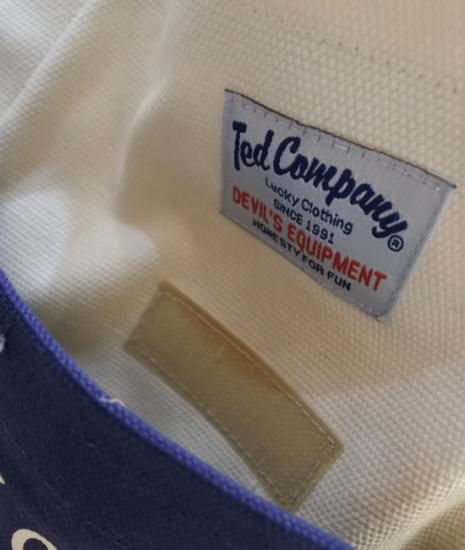 Ted Company®
Lucky Clothing
SINCE 1991
DEVIL'S EQUIPMENT
HONESTY FOR FUN